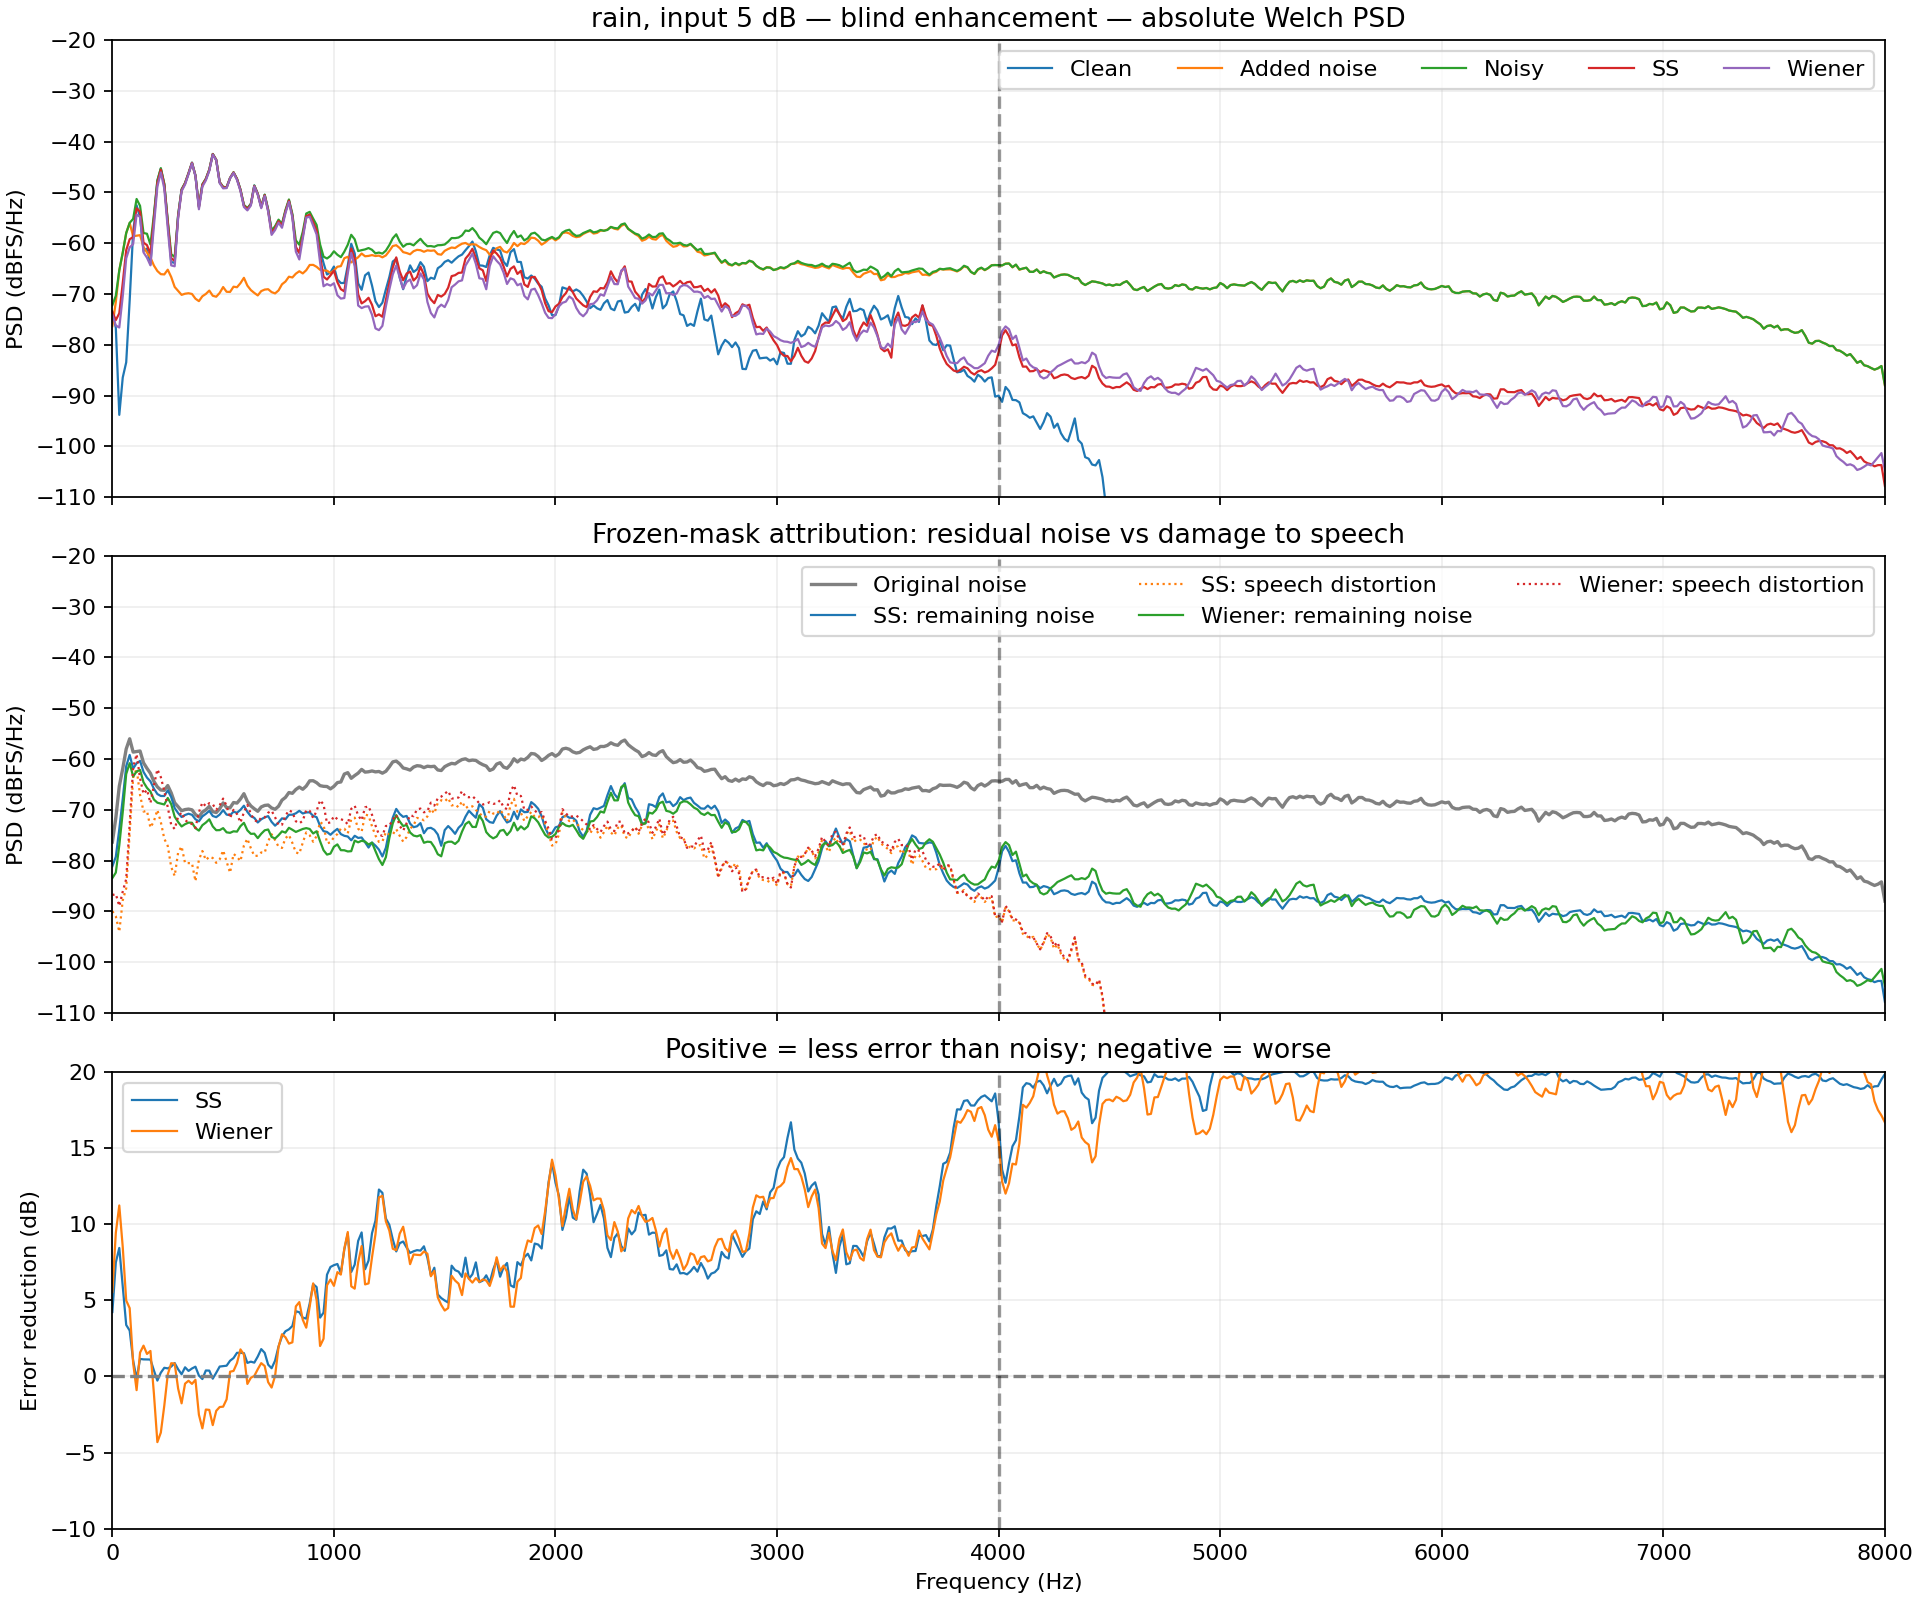 rain, input 5 dB — blind enhancement — absolute Welch PSD
−20
−30
−40
−50
−60
−70
−80
−90
−100
−110
PSD (dBFS/Hz)
Clean Added noise Noisy SS Wiener
Frozen-mask attribution: residual noise vs damage to speech
−20
−30
−40
−50
−60
−70
−80
−90
−100
−110
PSD (dBFS/Hz)
Original noise SS: speech distortion Wiener: speech distortion
SS: remaining noise Wiener: remaining noise
Positive = less error than noisy; negative = worse
20
15
10
5
0
−5
−10
Error reduction (dB)
SS
Wiener
0 1000 2000 3000 4000 5000 6000 7000 8000
Frequency (Hz)